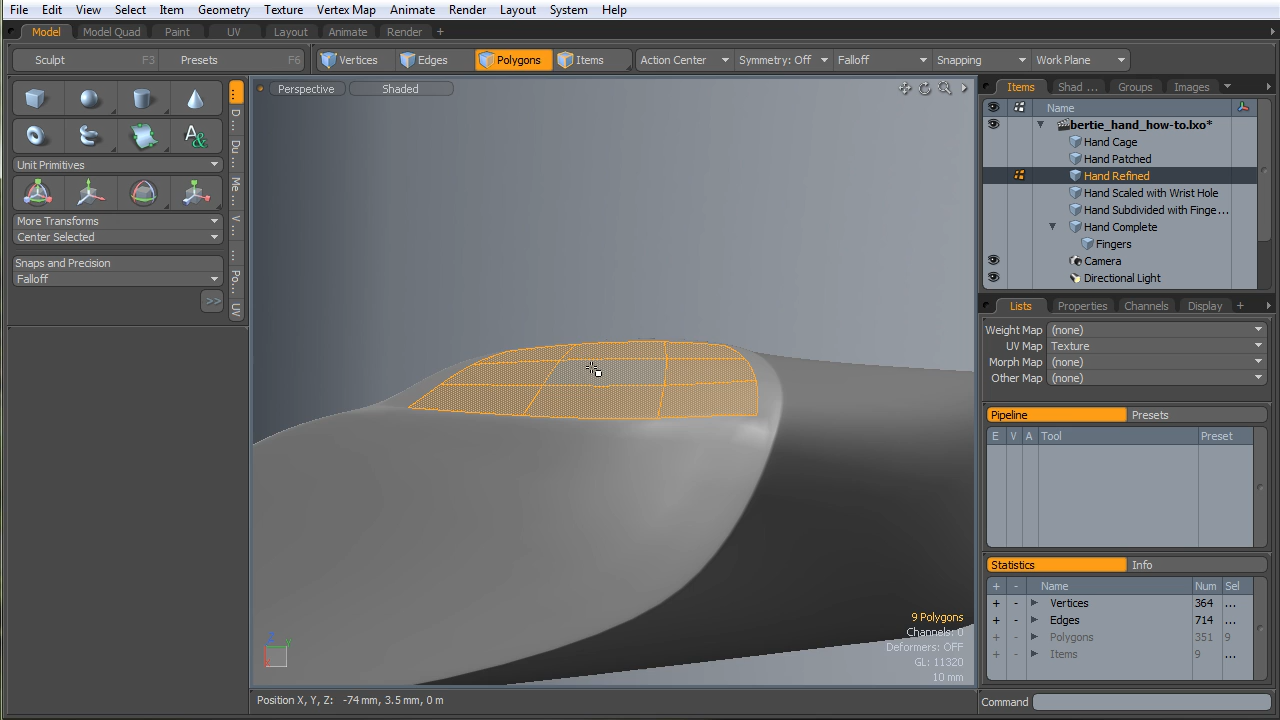 File Edit View Select Item Geometry Texture Vertex Map Animate Render Layout System Help
Model Model Quad Paint UV Layout Animate Render +
Sculpt F3 Presets F6 Vertices Edges Polygons Items Action Center Symmetry: Off Falloff Snapping Work Plane
Perspective Shaded
Unit Primitives
More Transforms
Center Selected
Snaps and Precision
Falloff
>>
...
D ...
Du ...
Me ...
V ...
...
Po...
UV
Items Shad ... Groups Images
Name
bertie_hand_how-to.lxo*
Hand Cage
Hand Patched
Hand Refined
Hand Scaled with Wrist Hole
Hand Subdivided with Finge...
Hand Complete
Fingers
Camera
Directional Light
Lists Properties Channels Display +
Weight Map (none)
UV Map Texture
Morph Map (none)
Other Map (none)
Pipeline Presets
E V A Tool Preset
Statistics Info
+ - Name Num Sel
+ - Vertices 364 ...
+ - Edges 714 ...
+ - Polygons 351 9
+ - Items 9 ...
9 Polygons
Channels: 0
Deformers: OFF
GL: 11320
10 mm
Z Y
Position X, Y, Z: -74 mm, 3.5 mm, 0 m
Command